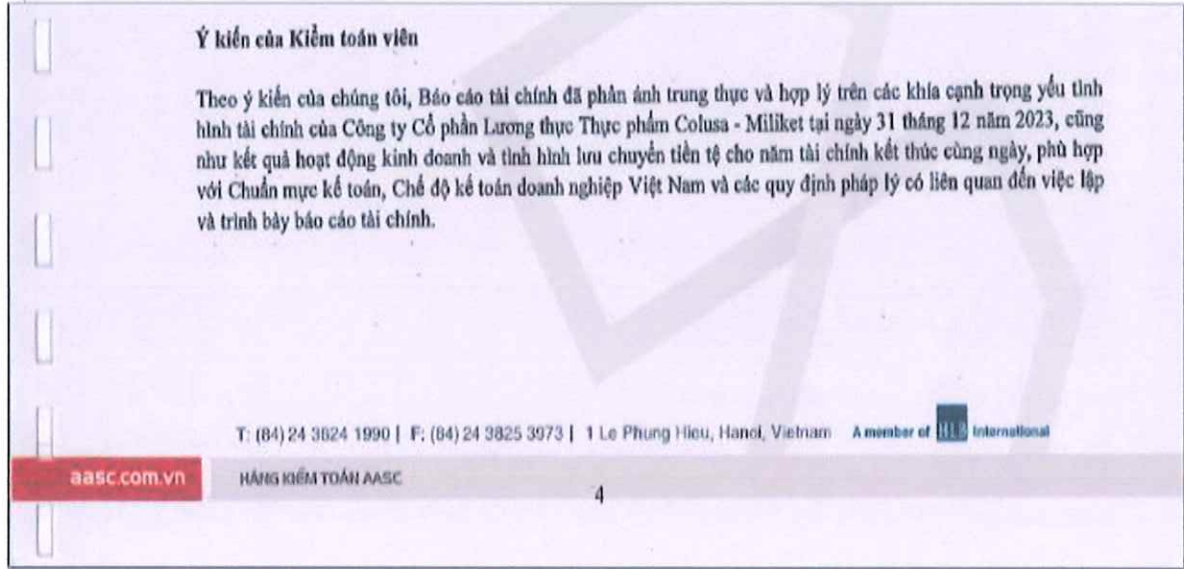 Ý kiến của Kiểm toán viên
Theo ý kiến của chúng tôi, Báo cáo tài chính đã phản ánh trung thực và hợp lý trên các khía cạnh trọng yếu tình
hình tài chính của Công ty Cổ phần Lương thực Thực phẩm Colusa - Miliket tại ngày 31 tháng 12 năm 2023, cũng
như kết quả hoạt động kinh doanh và tình hình lưu chuyển tiền tệ cho năm tài chính kết thúc cùng ngày, phù hợp
với Chuẩn mực kế toán, Chế độ kế toán doanh nghiệp Việt Nam và các quy định pháp lý có liên quan đến việc lập
và trình bày báo cáo tài chính.
T: (84) 24 3824 1990 | F: (84) 24 3825 3973 | 1 Le Phung Hieu, Hanoi, Vietnam A member of HLB International
aasc.com.vn HÃNG KIỂM TOÁN AASC
4